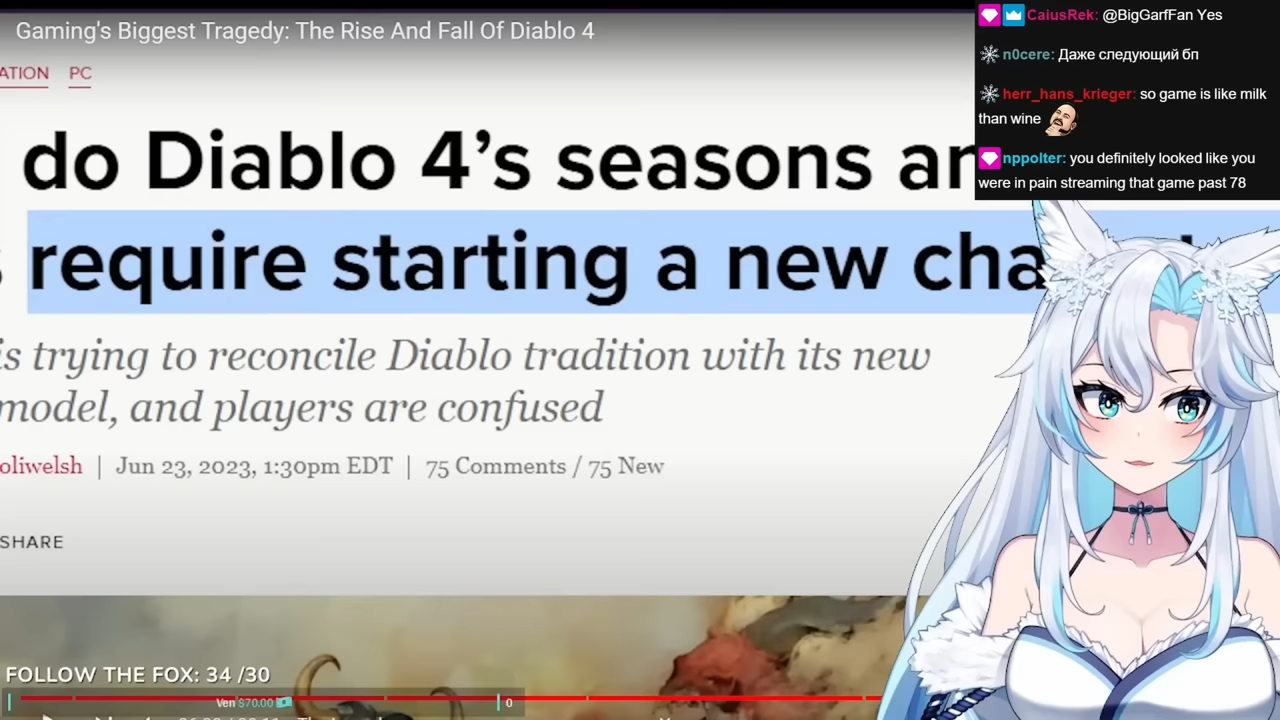 Gaming's Biggest Tragedy: The Rise And Fall Of Diablo 4
ATION PC
do Diablo 4's seasons
require starting a new
is trying to reconcile Diablo tradition with its new
model, and players are confused
oliwelsh | Jun 23, 2023, 1:30pm EDT | 75 Comments / 75 New
SHARE
FOLLOW THE FOX: 34 /30
Ven $70.00
0
CaiusRek: @BigGarfFan Yes
n0cere: Даже следующий бп
herr_hans_krieger: so game is like milk
than wine
nppolter: you definitely looked like you
were in pain streaming that game past 78